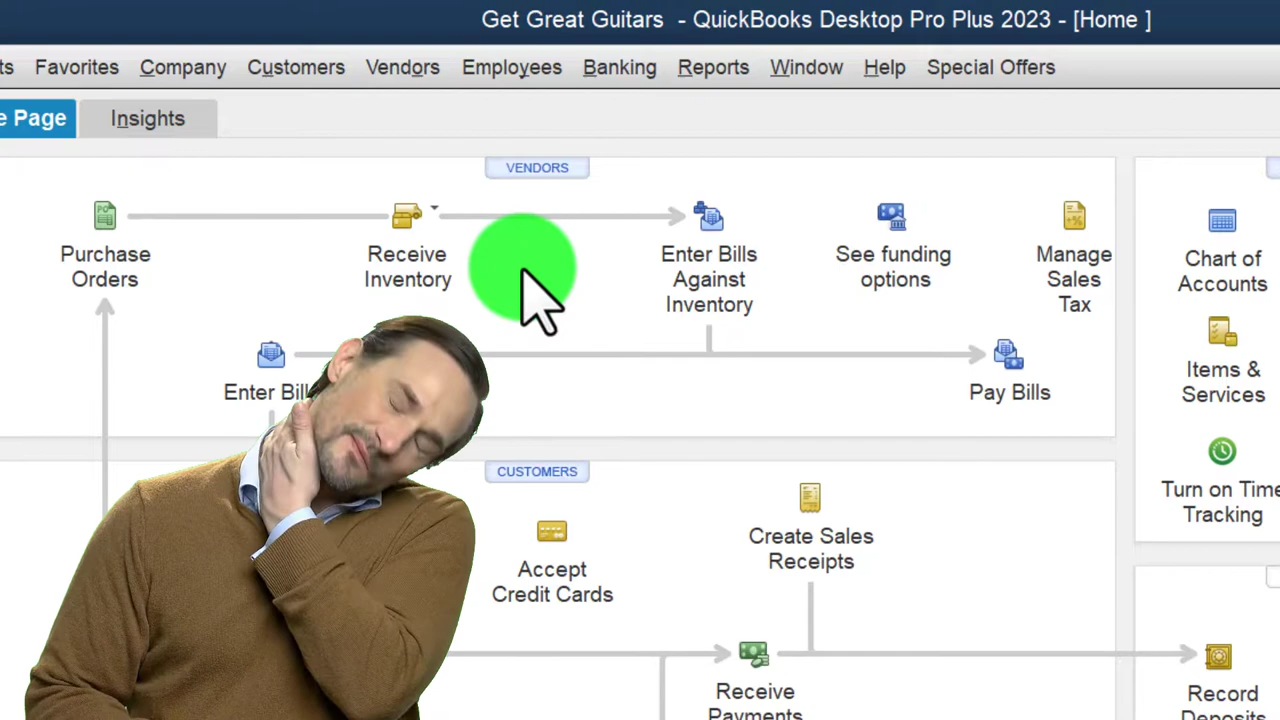 Get Great Guitars - QuickBooks Desktop Pro Plus 2023 - [Home ]
ts Favorites Company Customers Vendors Employees Banking Reports Window Help Special Offers
e Page Insights
VENDORS
Purchase
Orders
Receive
Inventory
Enter Bills
Against
Inventory
See funding
options
Manage
Sales
Tax
Enter Bill
Pay Bills
CUSTOMERS
Accept
Credit Cards
Create Sales
Receipts
Receive
Payments
Chart of
Accounts
Items &
Services
Turn on Time
Tracking
Record
Deposits